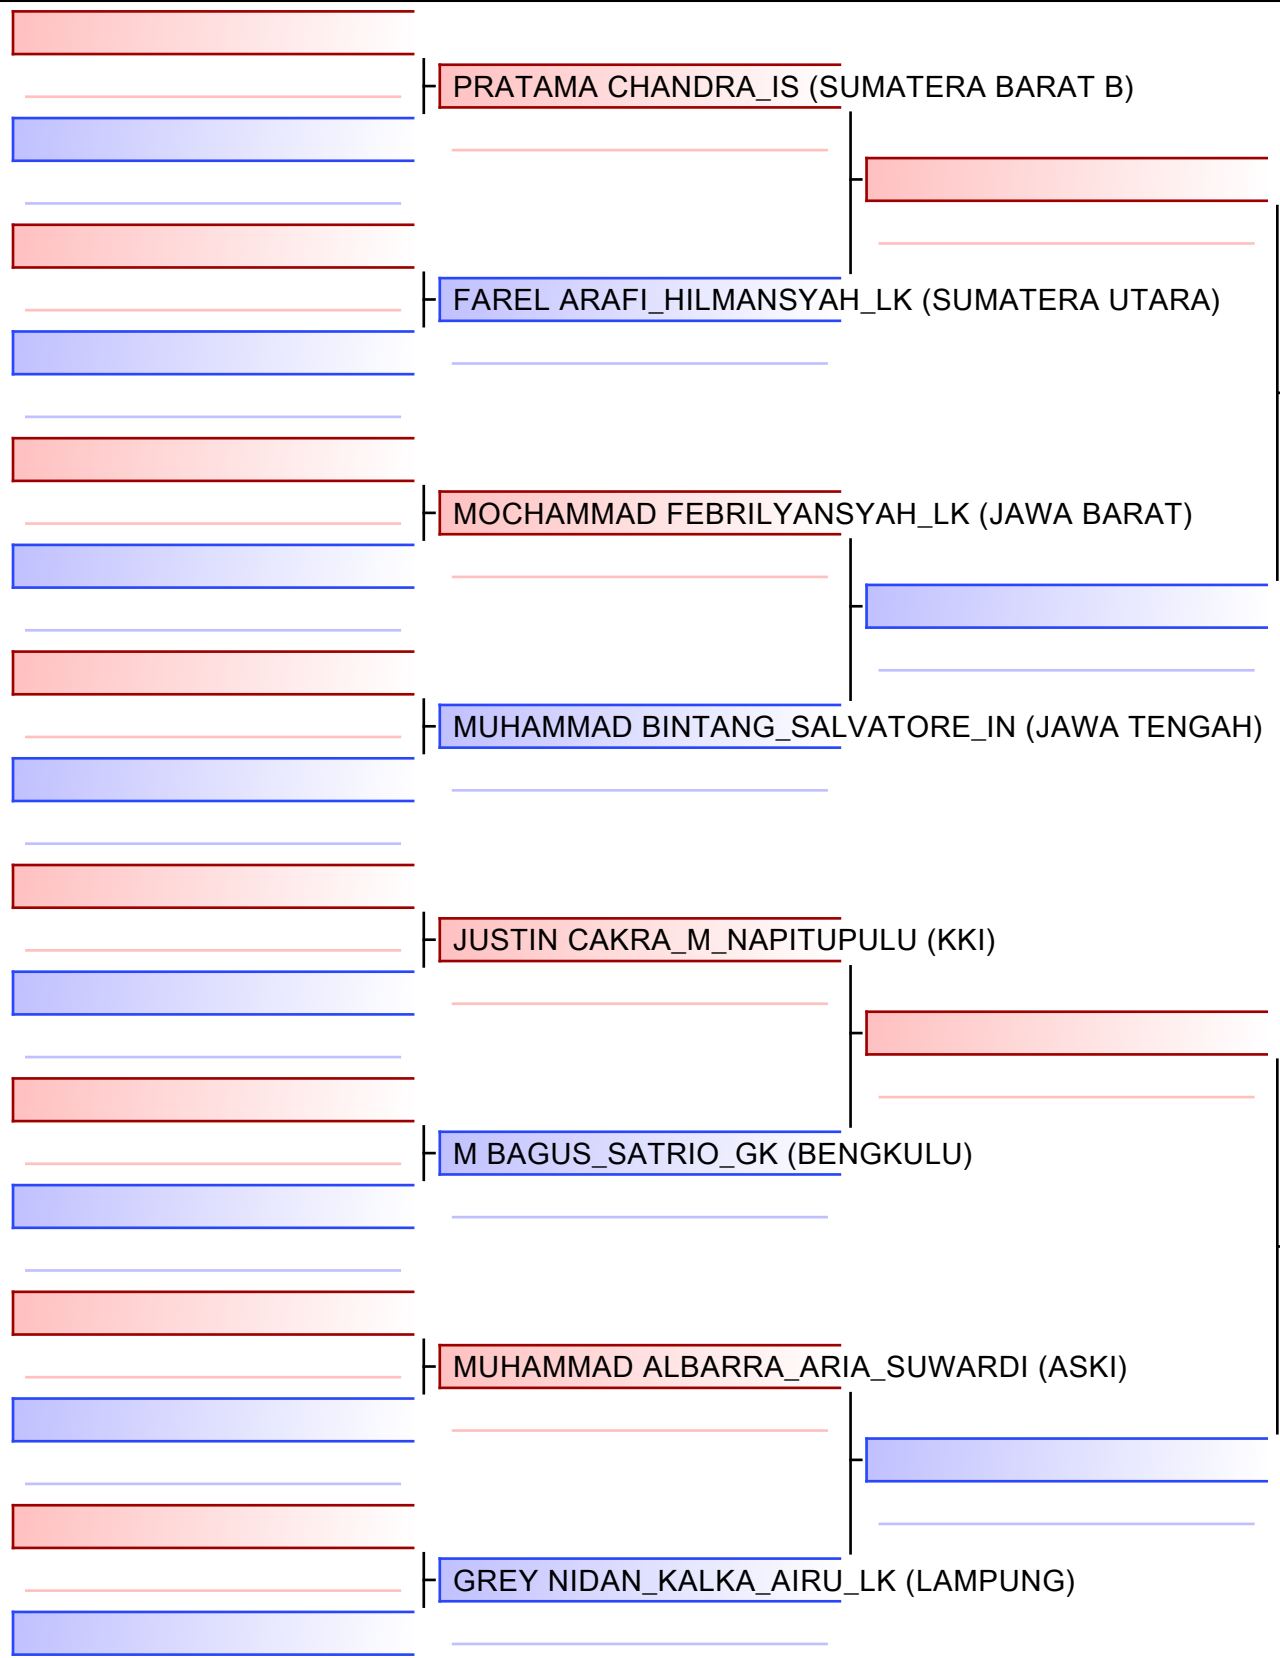 PRATAMA CHANDRA_IS (SUMATERA BARAT B)
FAREL ARAFI_HILMANSYAH_LK (SUMATERA UTARA)
MOCHAMMAD FEBRILYANSYAH_LK (JAWA BARAT)
MUHAMMAD BINTANG_SALVATORE_IN (JAWA TENGAH)
JUSTIN CAKRA_M_NAPITUPULU (KKI)
M BAGUS_SATRIO_GK (BENGKULU)
MUHAMMAD ALBARRA_ARIA_SUWARDI (ASKI)
GREY NIDAN_KALKA_AIRU_LK (LAMPUNG)